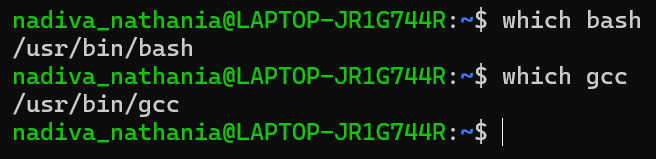 nadiva_nathania@LAPTOP-JR1G744R:~$ which bash
/usr/bin/bash
nadiva_nathania@LAPTOP-JR1G744R:~$ which gcc
/usr/bin/gcc
nadiva_nathania@LAPTOP-JR1G744R:~$